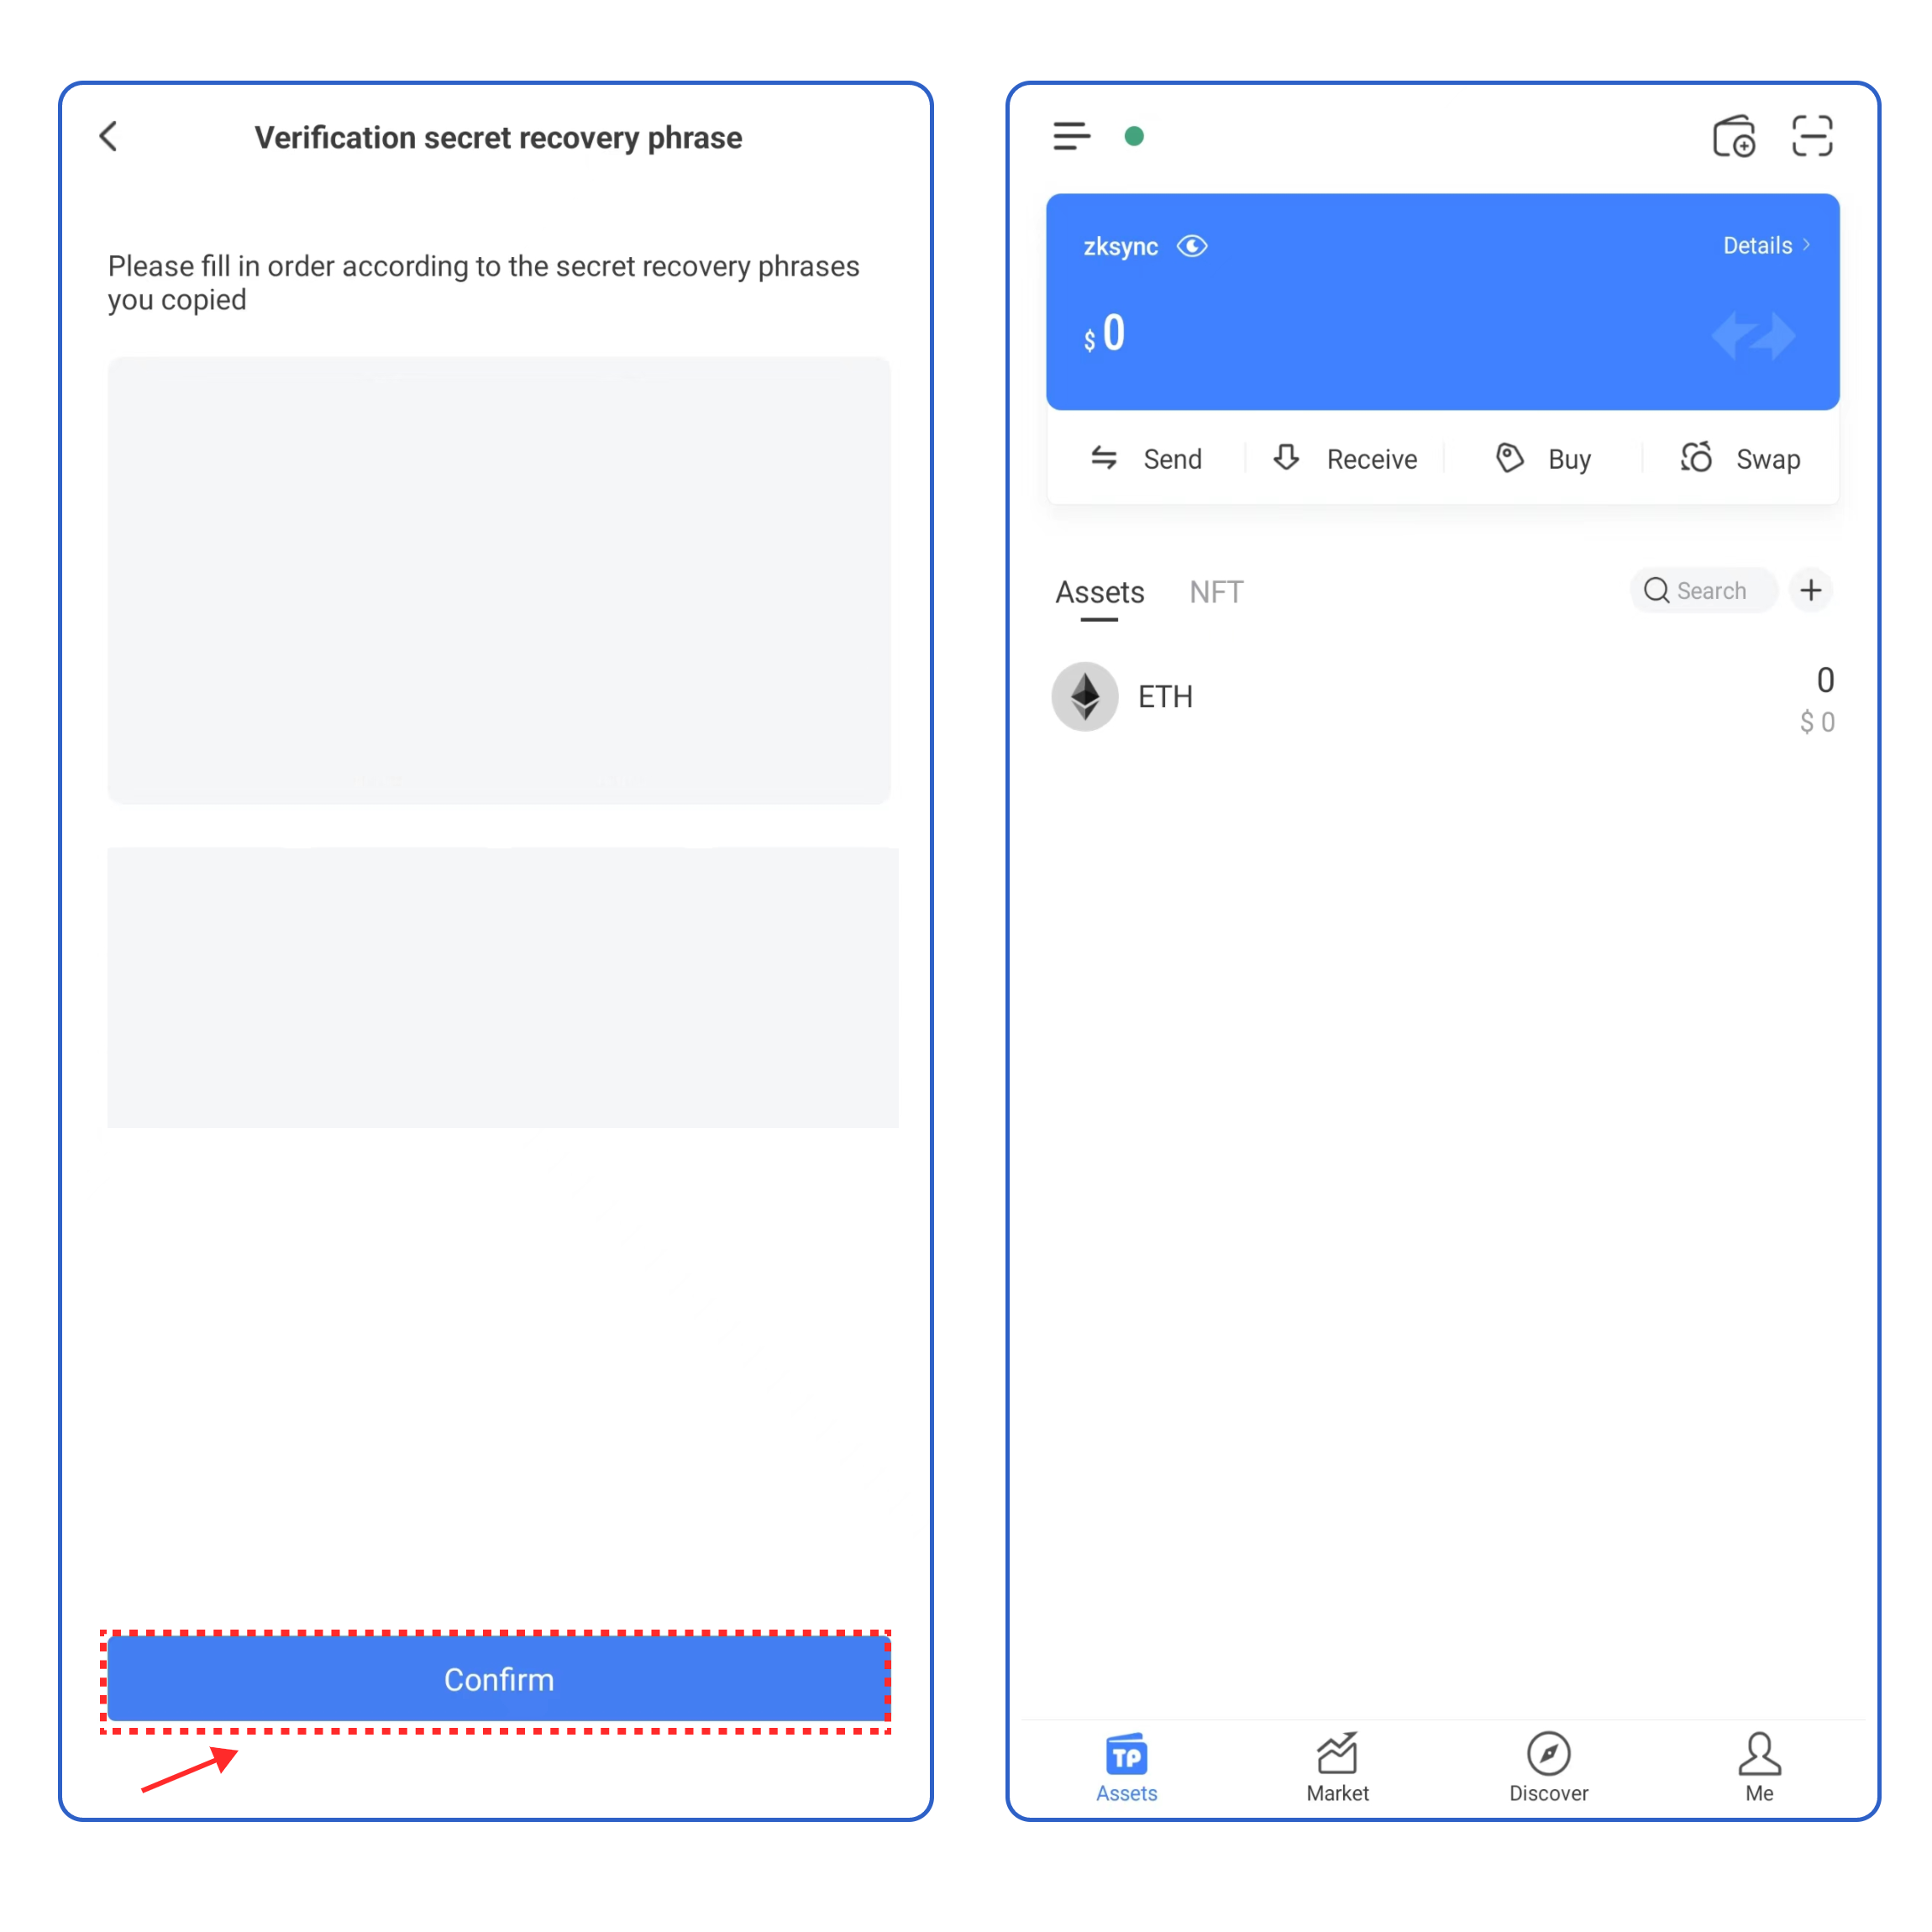 Verification secret recovery phrase
Please fill in order according to the secret recovery phrases
you copied
Confirm
zksync
Details
$ 0
Send
Receive
Buy
Swap
Assets
NFT
Search
ETH
0
$ 0
TP
Assets
Market
Discover
Me